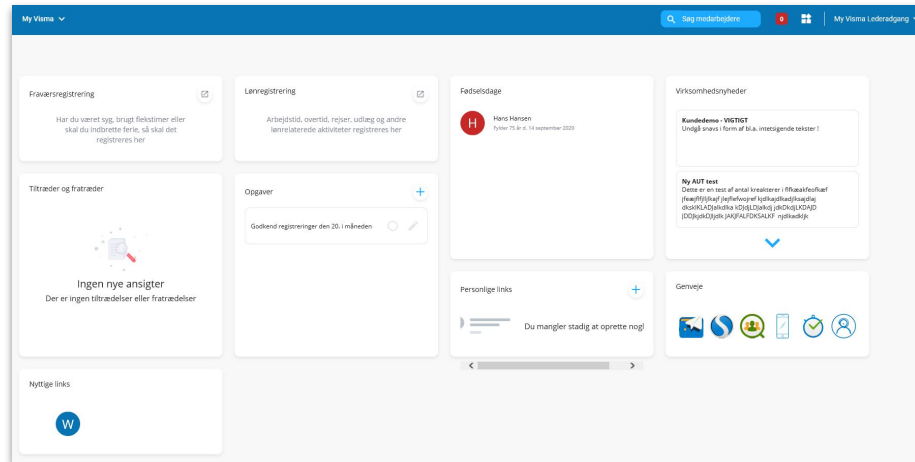 My Visma
Søg medarbejdere
0
My Visma Lederadgang
Fraværsregistrering
Har du været syg, brugt flekstimer eller
skal du indbrette ferie, så skal det
registreres her
Lønregistrering
Arbejdstid, overtid, rejser, udlæg og andre
lønrelaterede aktiviteter registreres her
Fødselsdage
H
Hans Hansen
Fylder 75 år d. 14 september 2020
Virksomhedsnyheder
Kundedemo - VIGTIGT
Undgå snavs i form af bl.a. intetsigende tekster !
Ny AUT test
Dette er en test af antal kreakterer i
Tiltræder og fratræder
Ingen nye ansigter
Der er ingen tiltrædelser eller fratrædelser
Opgaver
Godkend registreringer den 20. i måneden
Personlige links
Du mangler stadig at oprette nogl
Genveje
Nyttige links
W